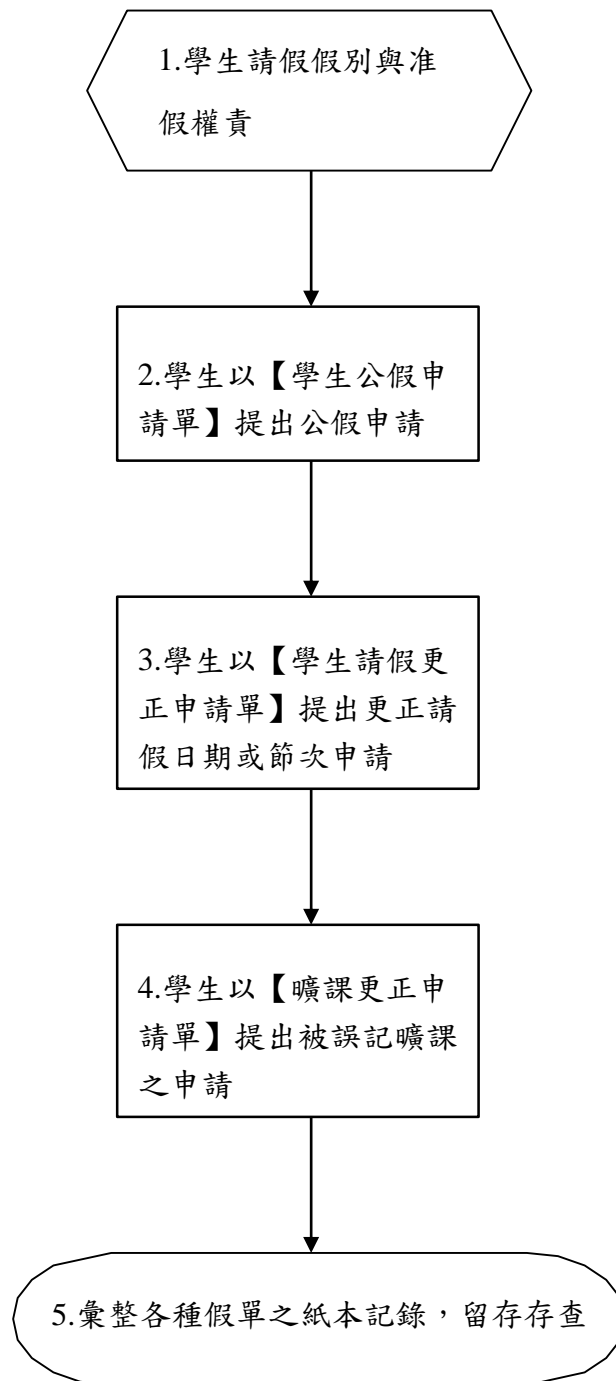 1.學生請假假別與准
假權責
2.學生以【學生公假申
請單】提出公假申請
3.學生以【學生請假更
正申請單】提出更正請
假日期或節次申請
4.學生以【曠課更正申
請單】提出被誤記曠課
之申請
5.彙整各種假單之紙本記錄，留存存查